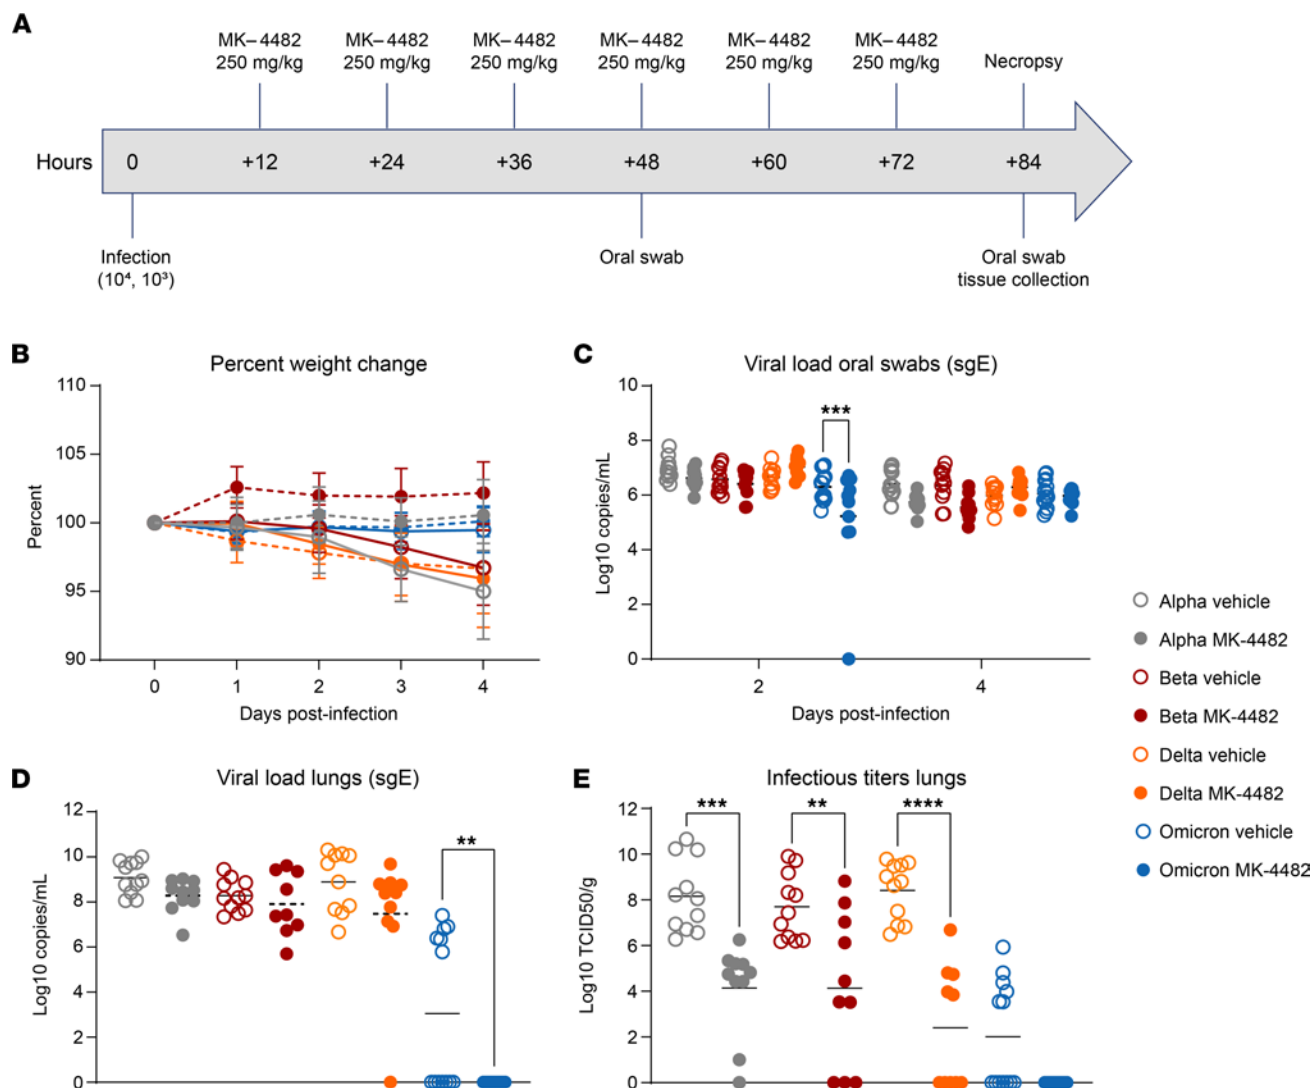 A
MK–4482 MK–4482 MK–4482 MK–4482 MK–4482 MK–4482
250 mg/kg 250 mg/kg 250 mg/kg 250 mg/kg 250 mg/kg 250 mg/kg Necropsy
Hours 0 +12 +24 +36 +48 +60 +72 +84
Infection Oral swab Oral swab
(10⁴, 10³) tissue collection
B
Percent weight change
110
105
100
95
90
Percent
0 1 2 3 4
Days post-infection
C
Viral load oral swabs (sgE)
10
8
6
4
2
0
Log10 copies/mL
***
2 4
Days post-infection
Alpha vehicle
Alpha MK-4482
Beta vehicle
Beta MK-4482
Delta vehicle
Delta MK-4482
Omicron vehicle
Omicron MK-4482
D
Viral load lungs (sgE)
12
10
8
6
4
2
0
Log10 copies/mL
**
E
Infectious titers lungs
12
10
8
6
4
2
0
Log10 TCID50/g
*** ** ****